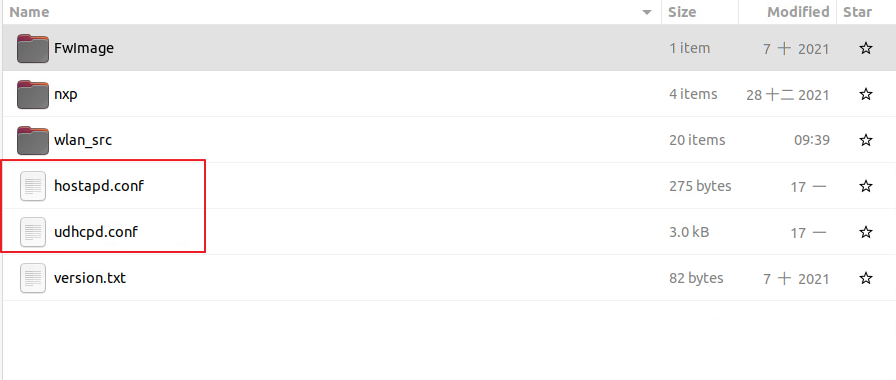 Name Size Modified Star
FwImage 1 item 7 十 2021
nxp 4 items 28 十二 2021
wlan_src 20 items 09:39
hostapd.conf 275 bytes 17 一
udhcpd.conf 3.0 kB 17 一
version.txt 82 bytes 7 十 2021